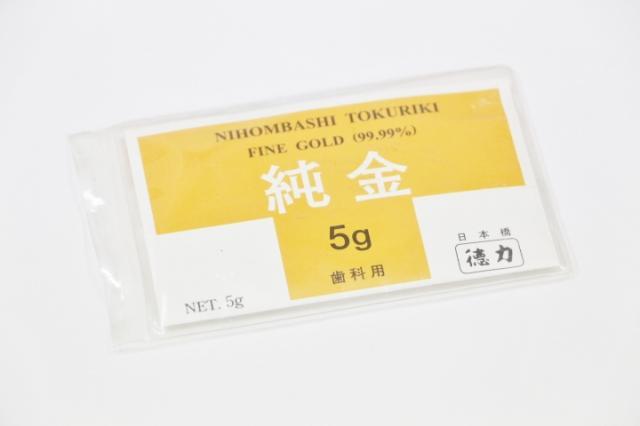 NIHOMBASHI TOKURIKI
FINE GOLD (99.99%)
純金
5g
歯科用
NET. 5g
日本橋
徳力